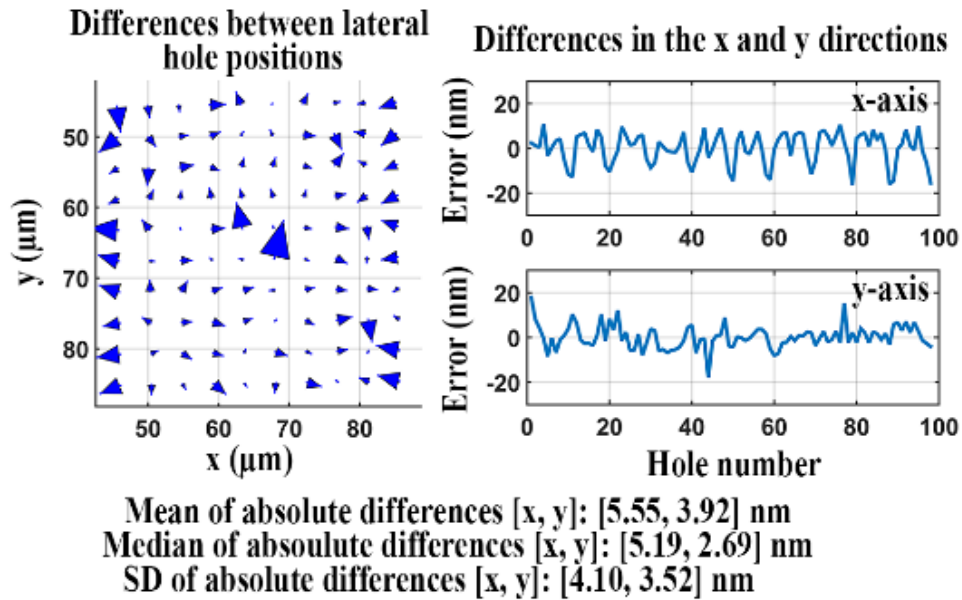 Differences between lateral
hole positions
50
60
70
80
y (µm)
50 60 70 80
x (µm)
Differences in the x and y directions
x-axis
20
0
-20
Error (nm)
0 20 40 60 80 100
y-axis
20
0
-20
Error (nm)
0 20 40 60 80 100
Hole number
Mean of absolute differences [x, y]: [5.55, 3.92] nm
Median of absoulute differences [x, y]: [5.19, 2.69] nm
SD of absolute differences [x, y]: [4.10, 3.52] nm